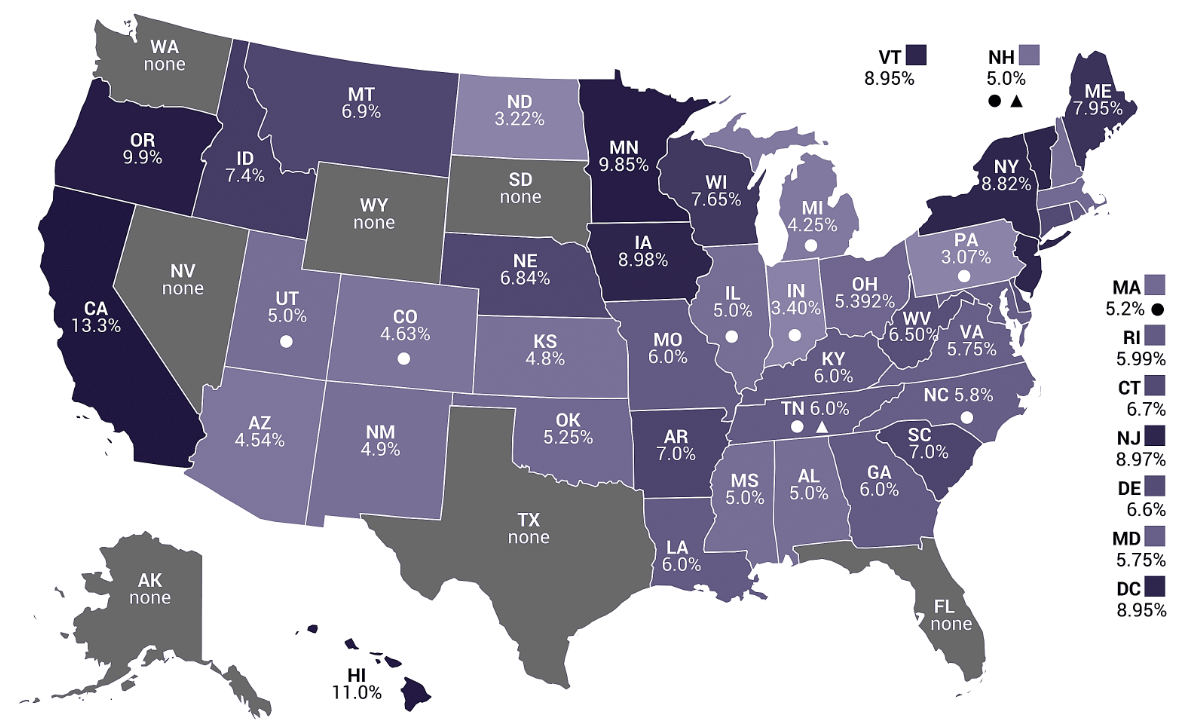 WA
none
VT
8.95%
NH
5.0%
ME
7.95%
MT
6.9%
ND
3.22%
OR
9.9%
ID
7.4%
MN
9.85%
NY
8.82%
SD
none
WI
7.65%
WY
none
MI
4.25%
IA
8.98%
PA
3.07%
NV
none
NE
6.84%
UT
5.0%
CO
4.63%
IL
5.0%
IN
3.40%
OH
5.392%
MA
5.2%
CA
13.3%
WV
6.50%
VA
5.75%
RI
5.99%
KS
4.8%
MO
6.0%
KY
6.0%
CT
6.7%
NC 5.8%
TN 6.0%
AZ
4.54%
NM
4.9%
OK
5.25%
AR
7.0%
SC
7.0%
NJ
8.97%
MS
5.0%
AL
5.0%
GA
6.0%
DE
6.6%
TX
none
LA
6.0%
MD
5.75%
AK
none
FL
none
DC
8.95%
HI
11.0%